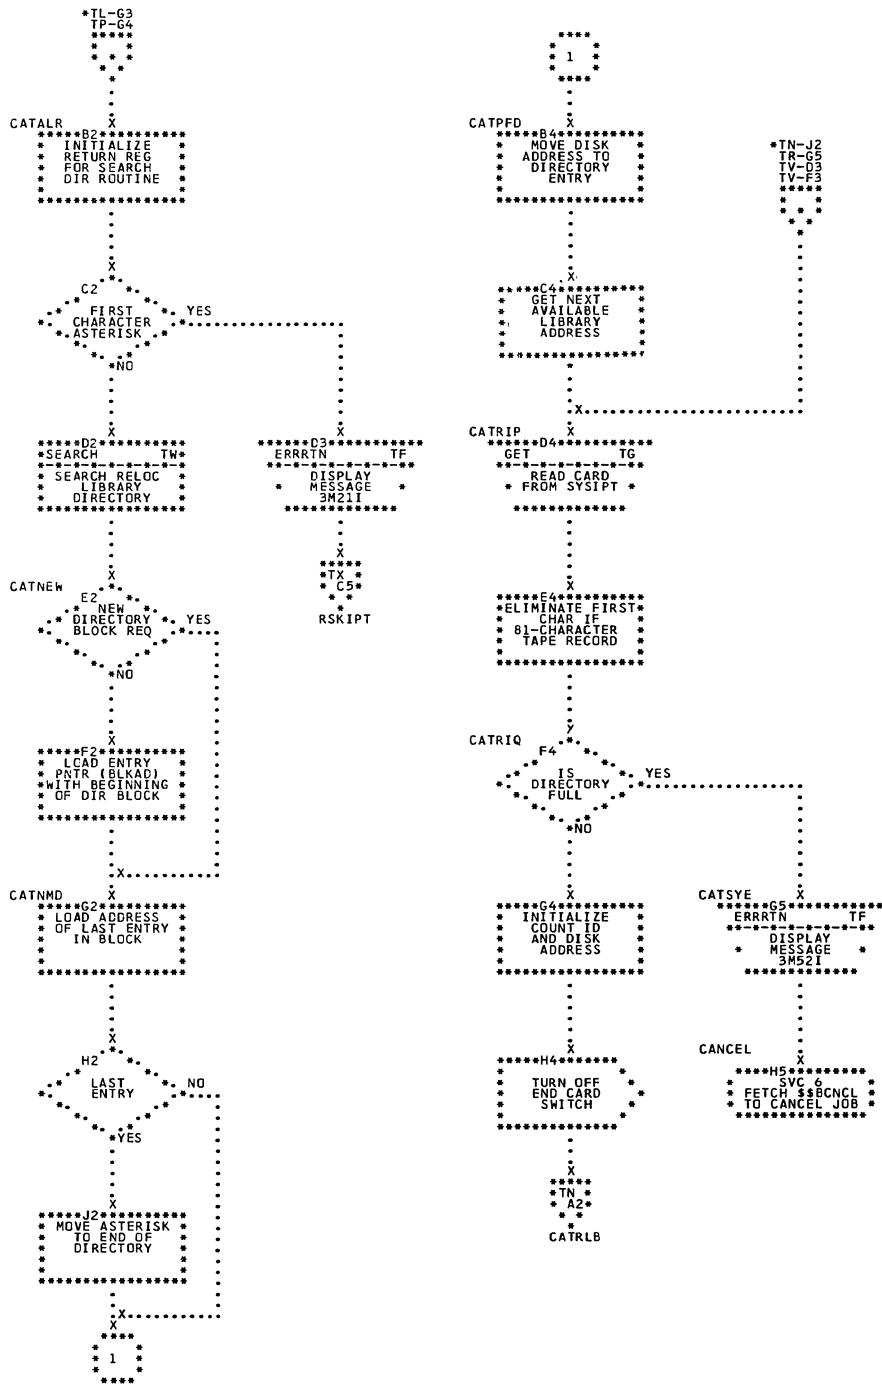 *TL-G3
TP-G4
CATALR
B2
INITIALIZE
RETURN REG
FOR SEARCH
DIR ROUTINE
C2
FIRST
CHARACTER
ASTERISK
YES
NO
D2
SEARCH TW
SEARCH RELOC
LIBRARY
DIRECTORY
D3
ERRRTN TF
DISPLAY
MESSAGE
3M21I
TX
C5
RSKIPT
CATNEW
E2
NEW
DIRECTORY
BLOCK REQ
YES
NO
F2
LOAD ENTRY
PNTR (BLKAD)
WITH BEGINNING
OF DIR BLOCK
CATNMD
G2
LOAD ADDRESS
OF LAST ENTRY
IN BLOCK
H2
LAST
ENTRY
NO
YES
J2
MOVE ASTERISK
TO END OF
DIRECTORY
1
1
CATPFD
B4
MOVE DISK
ADDRESS TO
DIRECTORY
ENTRY
*TN-J2
TR-G5
TV-D3
TV-F3
C4
GET NEXT
AVAILABLE
LIBRARY
ADDRESS
CATRIP
D4
GET TG
READ CARD
FROM SYSIPT
E4
ELIMINATE FIRST
CHAR IF
81-CHARACTER
TAPE RECORD
CATRIQ
F4
IS
DIRECTORY
FULL
YES
NO
G4
INITIALIZE
COUNT ID
AND DISK
ADDRESS
CATSYE
G5
ERRRTN TF
DISPLAY
MESSAGE
3M52I
H4
TURN OFF
END CARD
SWITCH
CANCEL
H5
SVC 6
FETCH $$BCNCL
TO CANCEL JOB
TN
A2
CATRLB